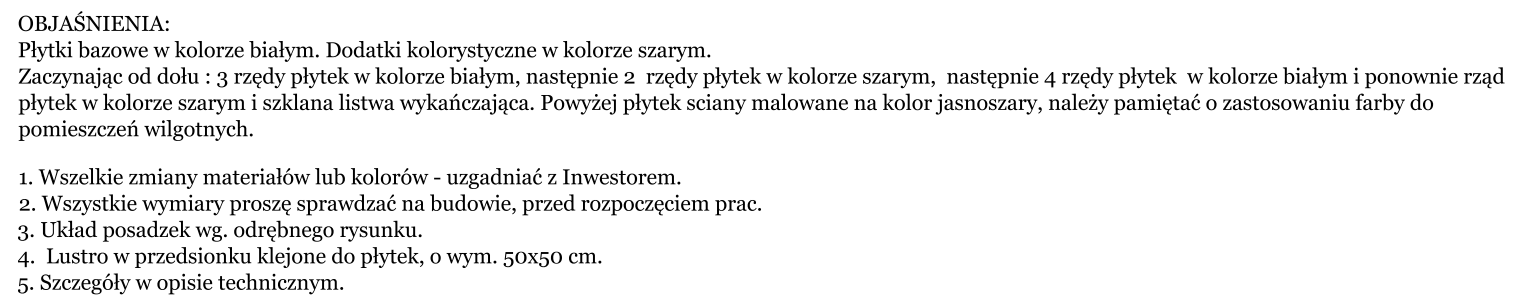 OBJAŚNIENIA:
Płytki bazowe w kolorze białym. Dodatki kolorystyczne w kolorze szarym.
Zaczynając od dołu : 3 rzędy płytek w kolorze białym, następnie 2  rzędy płytek w kolorze szarym,  następnie 4 rzędy płytek  w kolorze białym i ponownie rząd
płytek w kolorze szarym i szklana listwa wykańczająca. Powyżej płytek sciany malowane na kolor jasnoszary, należy pamiętać o zastosowaniu farby do
pomieszczeń wilgotnych.
1. Wszelkie zmiany materiałów lub kolorów - uzgadniać z Inwestorem.
2. Wszystkie wymiary proszę sprawdzać na budowie, przed rozpoczęciem prac.
3. Układ posadzek wg. odrębnego rysunku.
4.  Lustro w przedsionku klejone do płytek, o wym. 50x50 cm.
5. Szczegóły w opisie technicznym.